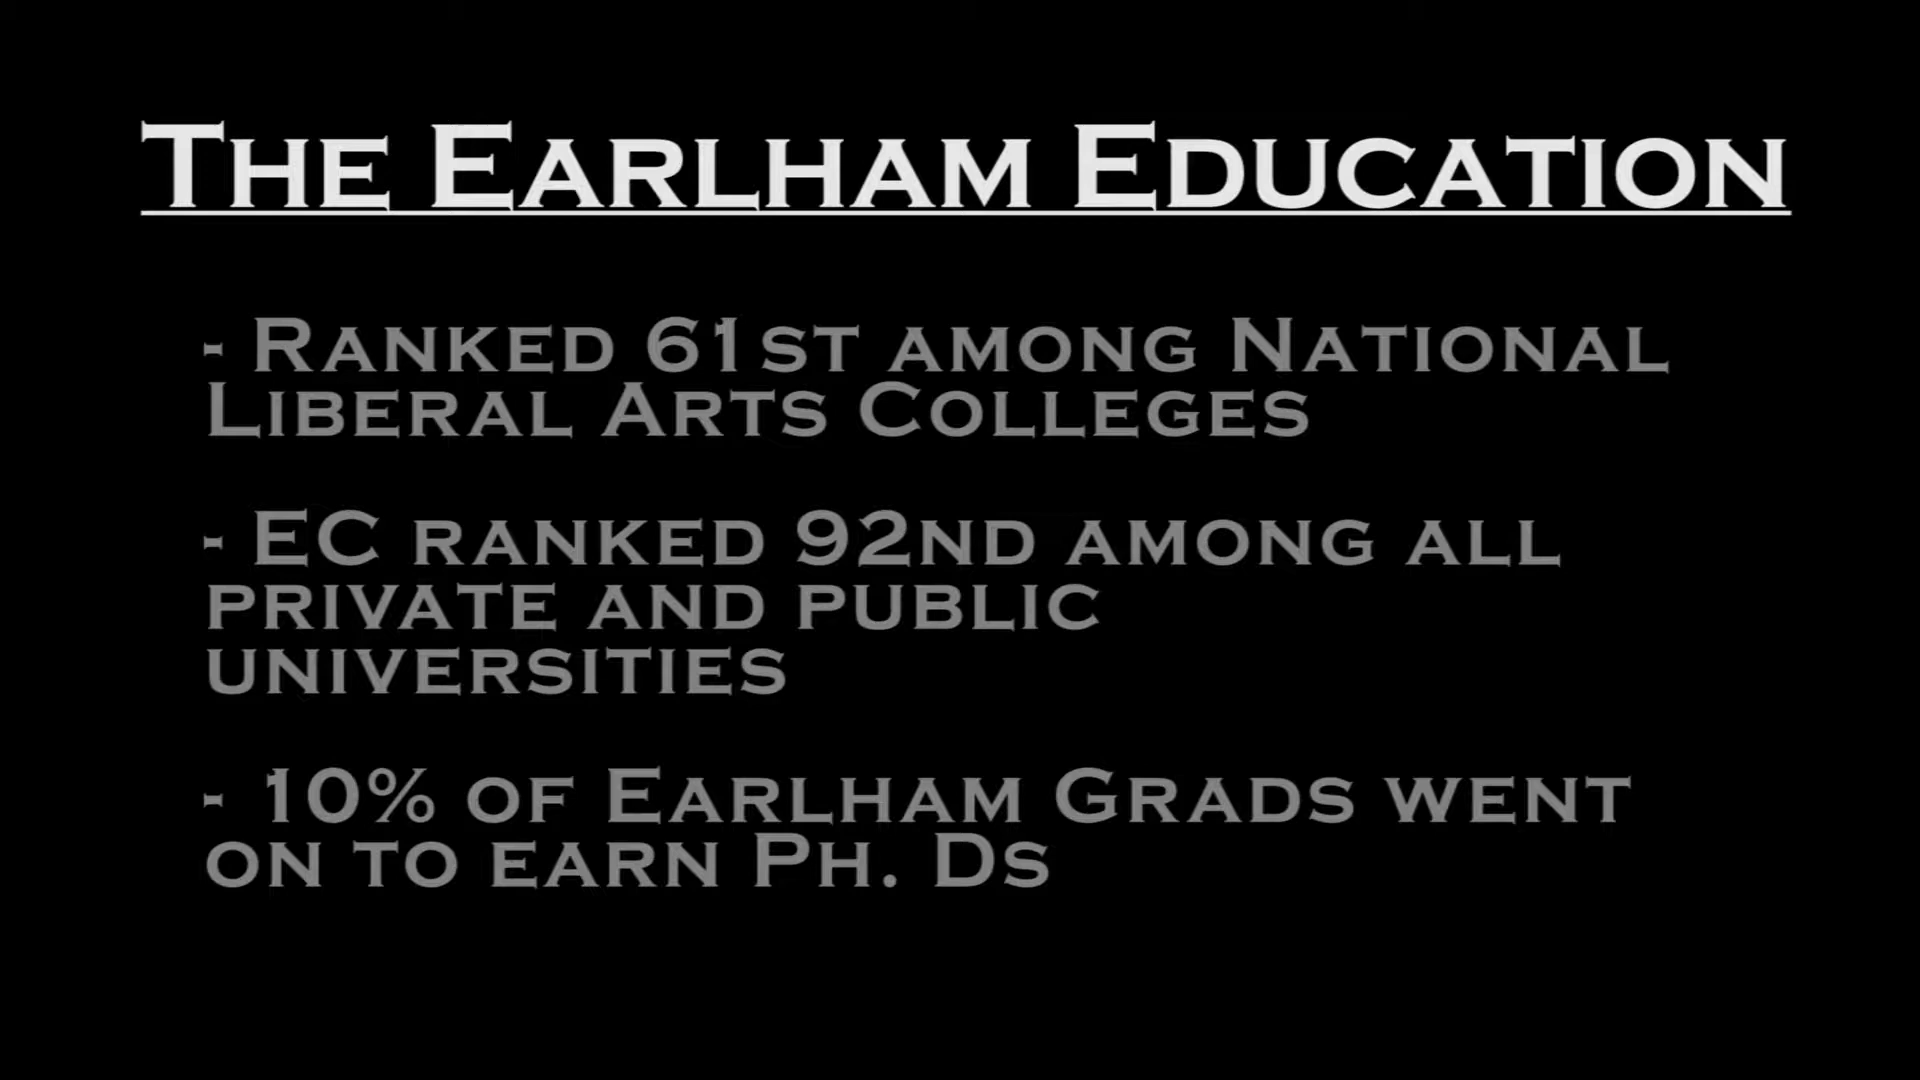 The Earlham Education
- Ranked 61st among National
Liberal Arts Colleges
- EC ranked 92nd among all
private and public
universities
- 10% of Earlham Grads went
on to earn Ph. Ds